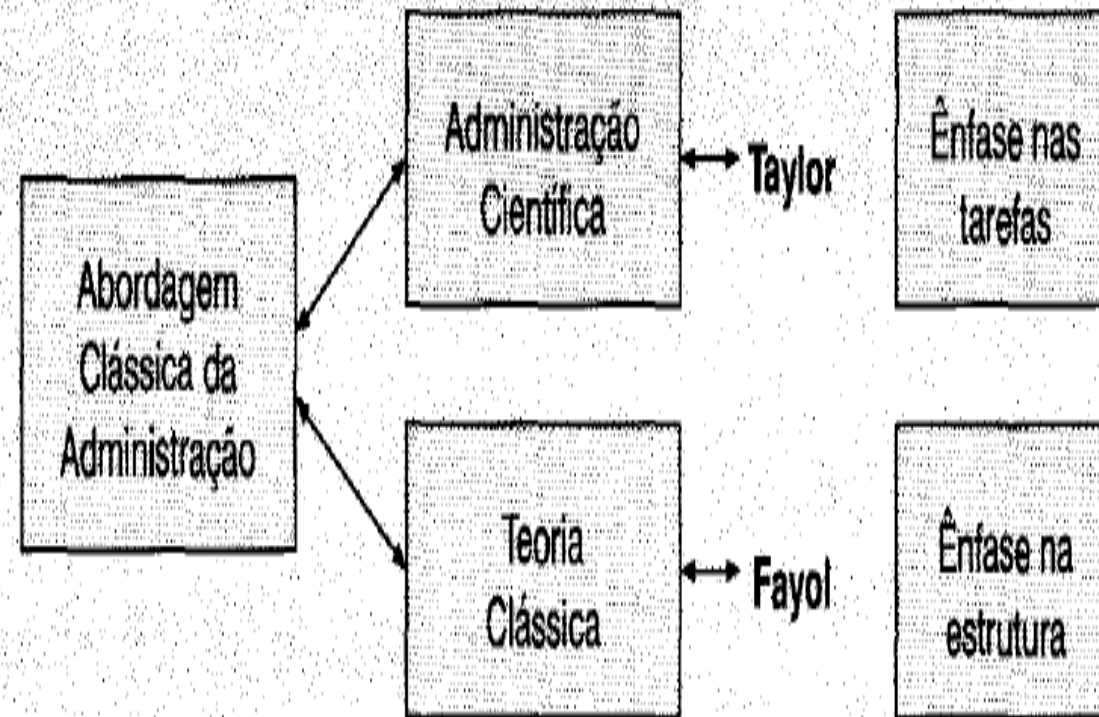 Abordagem
Clássica da
Administração
Administração
Científica
Taylor
Ênfase nas
tarefas
Teoria
Clássica
Fayol
Ênfase na
estrutura